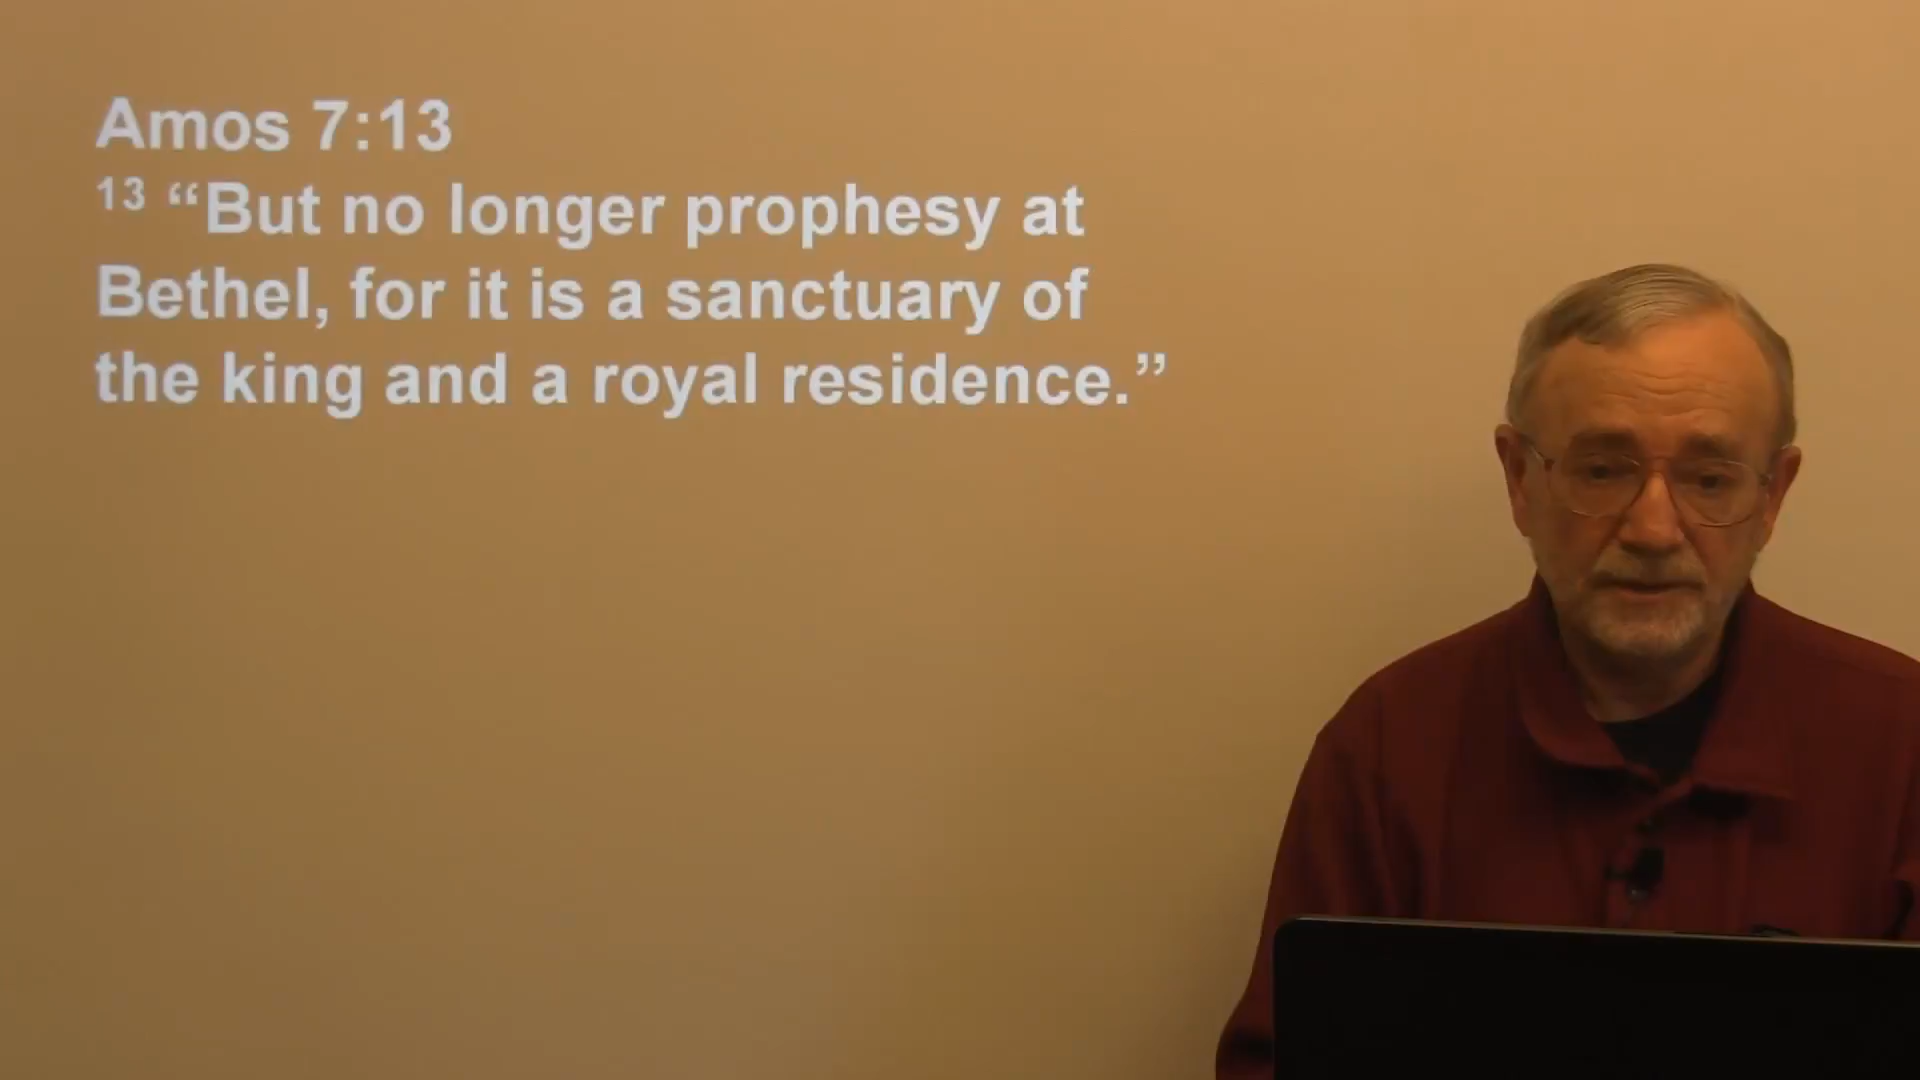 Amos 7:13
13 “But no longer prophesy at
Bethel, for it is a sanctuary of
the king and a royal residence.”